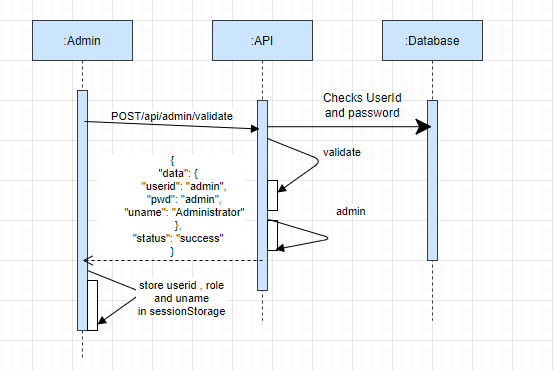 :Admin
:API
:Database
POST/api/admin/validate
Checks UserId
and password
validate
{
"data": {
"userid": "admin",
"pwd": "admin",
"uname": "Administrator"
},
"status": "success"
}
admin
store userid , role
and uname
in sessionStorage